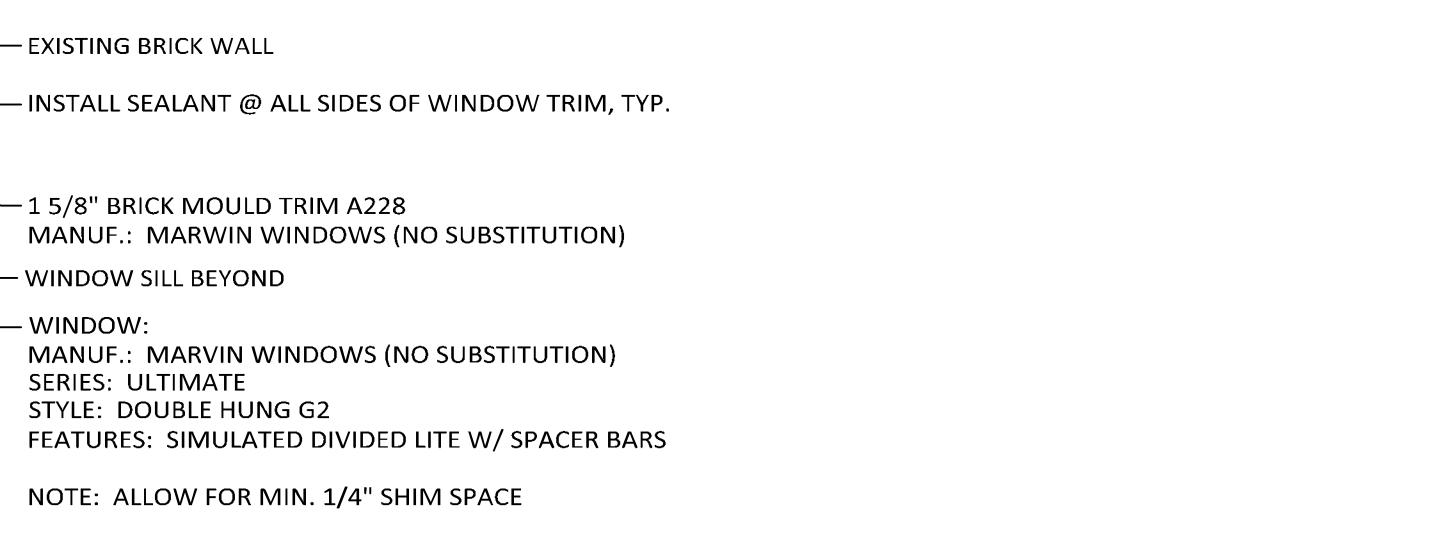 EXISTING BRICK WALL
INSTALL SEALANT @ ALL SIDES OF WINDOW TRIM, TYP.
1 5/8" BRICK MOULD TRIM A228
MANUF.: MARWIN WINDOWS (NO SUBSTITUTION)
WINDOW SILL BEYOND
WINDOW:
MANUF.: MARVIN WINDOWS (NO SUBSTITUTION)
SERIES: ULTIMATE
STYLE: DOUBLE HUNG G2
FEATURES: SIMULATED DIVIDED LITE W/ SPACER BARS
NOTE: ALLOW FOR MIN. 1/4" SHIM SPACE